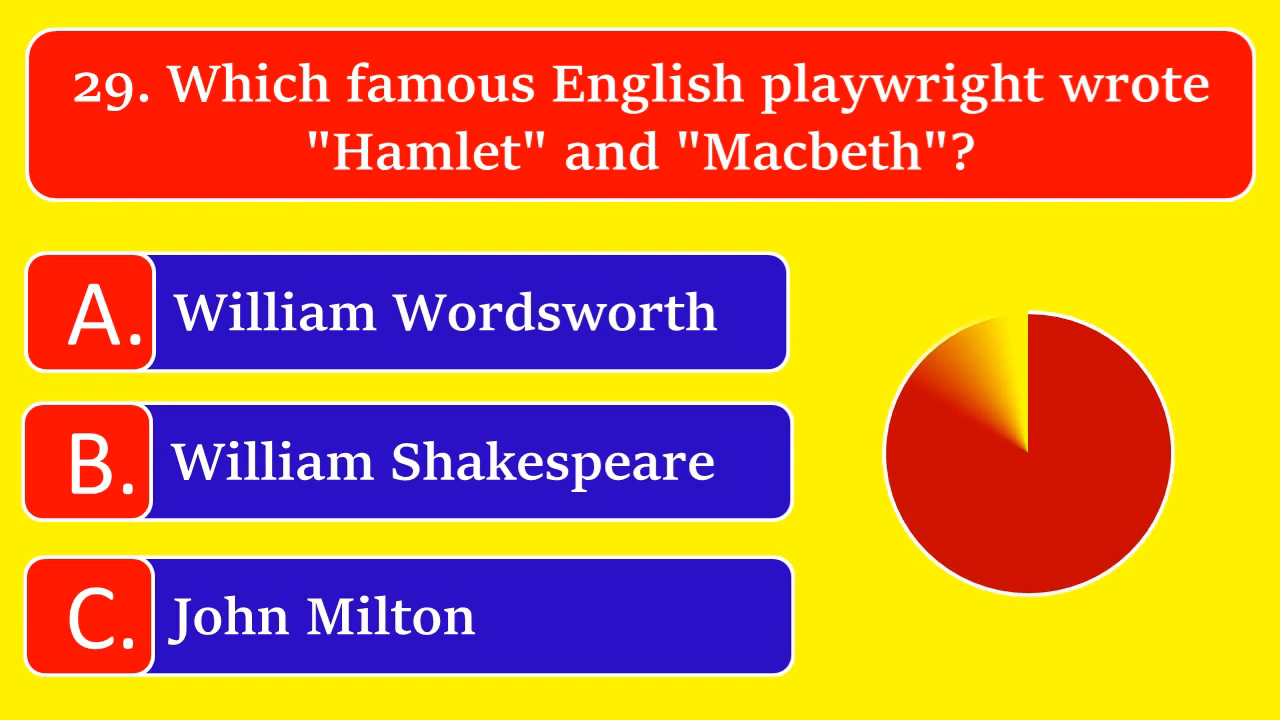 29. Which famous English playwright wrote
"Hamlet" and "Macbeth"?
A. William Wordsworth
B. William Shakespeare
C. John Milton